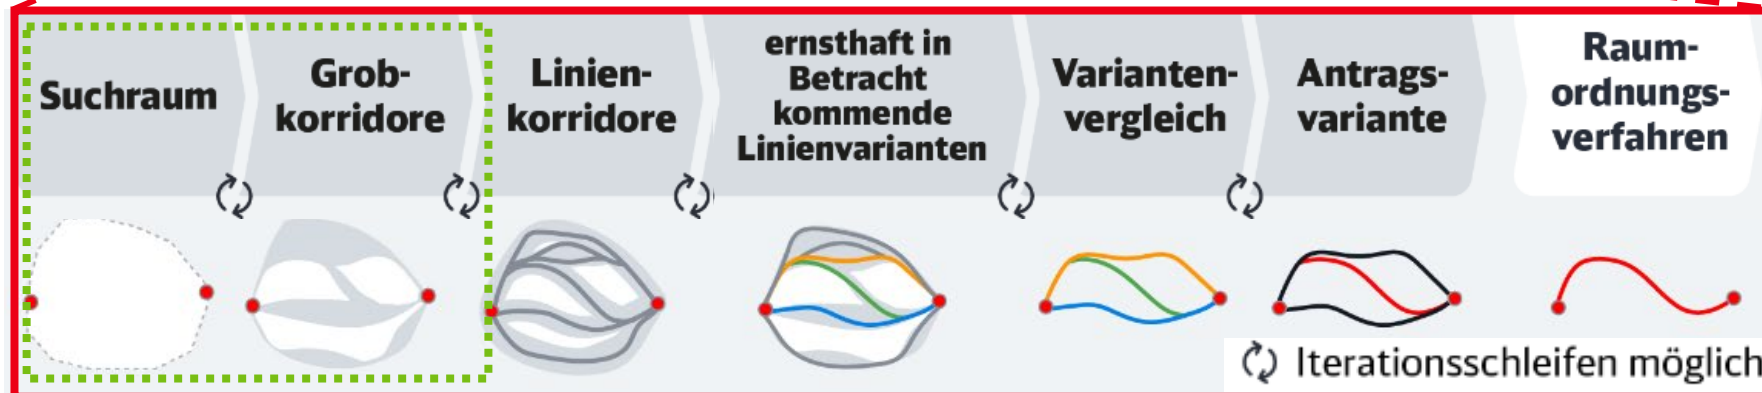 Suchraum
Grob-
korridore
Linien-
korridore
ernsthaft in
Betracht
kommende
Linienvarianten
Varianten-
vergleich
Antrags-
variante
Raum-
ordnungs-
verfahren
Iterationsschleifen möglich